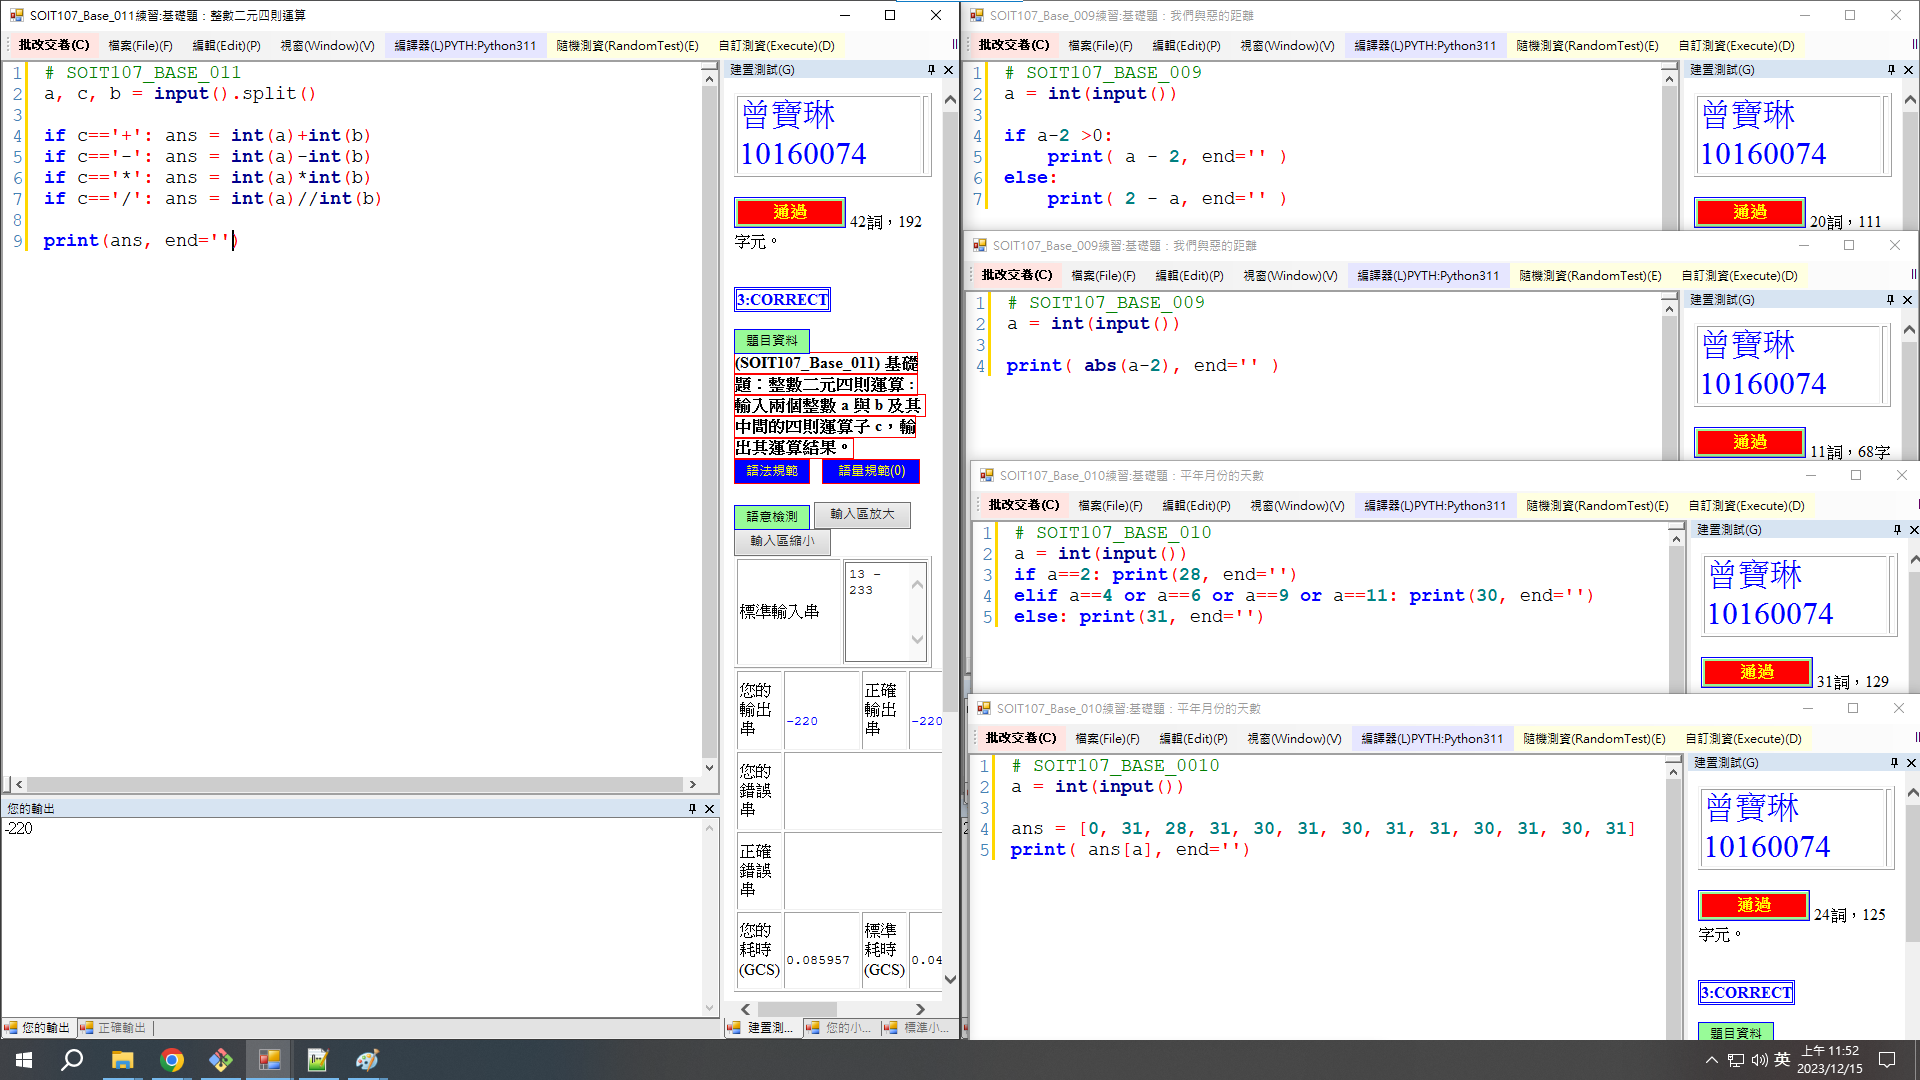 SOIT107_Base_011練習:基礎題：整數二元四則運算
批改交卷(C) 檔案(File)(F) 編輯(Edit)(P) 視窗(Window)(V) 編譯器(L)PYTH:Python311 隨機測資(RandomTest)(E) 自訂測資(Execute)(D)
1 # SOIT107_BASE_011
2 a, c, b = input().split()
3
4 if c=='+': ans = int(a)+int(b)
5 if c=='-': ans = int(a)-int(b)
6 if c=='*': ans = int(a)*int(b)
7 if c=='/': ans = int(a)//int(b)
8
9 print(ans, end='')
您的輸出
-220
您的輸出 正確輸出
建置測試(G)
曾寶琳
10160074
通過 42詞，192
字元。
3:CORRECT
題目資料
(SOIT107_Base_011) 基礎
題：整數二元四則運算：
輸入兩個整數 a 與 b 及其
中間的四則運算子 c，輸
出其運算結果。
語法規範 語量規範(0)
語意檢測 輸入區放大
輸入區縮小
標準輸入串
13 -
233
您的輸出串 -220 正確輸出串 -220
您的錯誤串
正確錯誤串
您的耗時(GCS) 0.085957 標準耗時(GCS) 0.04
建置測... 您的小... 標準小...
SOIT107_Base_009練習:基礎題：我們與惡的距離
批改交卷(C) 檔案(File)(F) 編輯(Edit)(P) 視窗(Window)(V) 編譯器(L)PYTH:Python311 隨機測資(RandomTest)(E) 自訂測資(Execute)(D)
1 # SOIT107_BASE_009
2 a = int(input())
3
4 if a-2 >0:
5 print( a - 2, end='' )
6 else:
7 print( 2 - a, end='' )
建置測試(G)
曾寶琳
10160074
通過 20詞，111
SOIT107_Base_009練習:基礎題：我們與惡的距離
批改交卷(C) 檔案(File)(F) 編輯(Edit)(P) 視窗(Window)(V) 編譯器(L)PYTH:Python311 隨機測資(RandomTest)(E) 自訂測資(Execute)(D)
1 # SOIT107_BASE_009
2 a = int(input())
3
4 print( abs(a-2), end='' )
建置測試(G)
曾寶琳
10160074
通過 11詞，68字
SOIT107_Base_010練習:基礎題：平年月份的天數
批改交卷(C) 檔案(File)(F) 編輯(Edit)(P) 視窗(Window)(V) 編譯器(L)PYTH:Python311 隨機測資(RandomTest)(E) 自訂測資(Execute)(D)
1 # SOIT107_BASE_010
2 a = int(input())
3 if a==2: print(28, end='')
4 elif a==4 or a==6 or a==9 or a==11: print(30, end='')
5 else: print(31, end='')
建置測試(G)
曾寶琳
10160074
通過 31詞，129
SOIT107_Base_010練習:基礎題：平年月份的天數
批改交卷(C) 檔案(File)(F) 編輯(Edit)(P) 視窗(Window)(V) 編譯器(L)PYTH:Python311 隨機測資(RandomTest)(E) 自訂測資(Execute)(D)
1 # SOIT107_BASE_0010
2 a = int(input())
3
4 ans = [0, 31, 28, 31, 30, 31, 30, 31, 31, 30, 31, 30, 31]
5 print( ans[a], end='')
建置測試(G)
曾寶琳
10160074
通過 24詞，125
字元。
3:CORRECT
題目資料
英 上午 11:52
2023/12/15